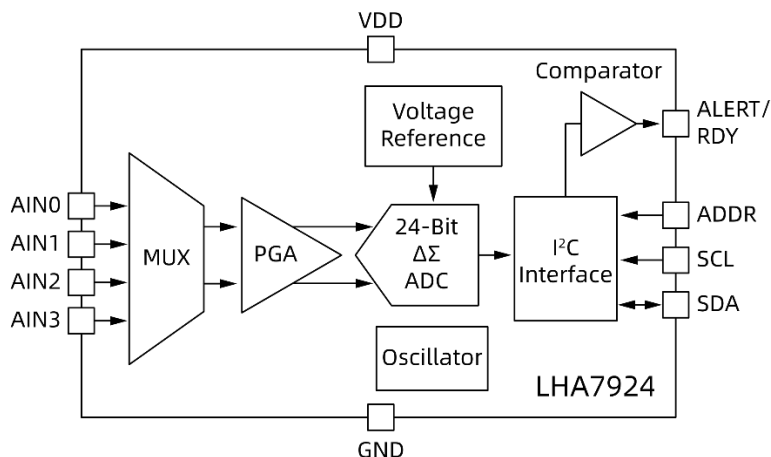 VDD
Comparator
ALERT/
RDY
Voltage
Reference
AIN0
AIN1
AIN2
AIN3
MUX
PGA
24-Bit
ΔΣ
ADC
I²C
Interface
ADDR
SCL
SDA
Oscillator
LHA7924
GND